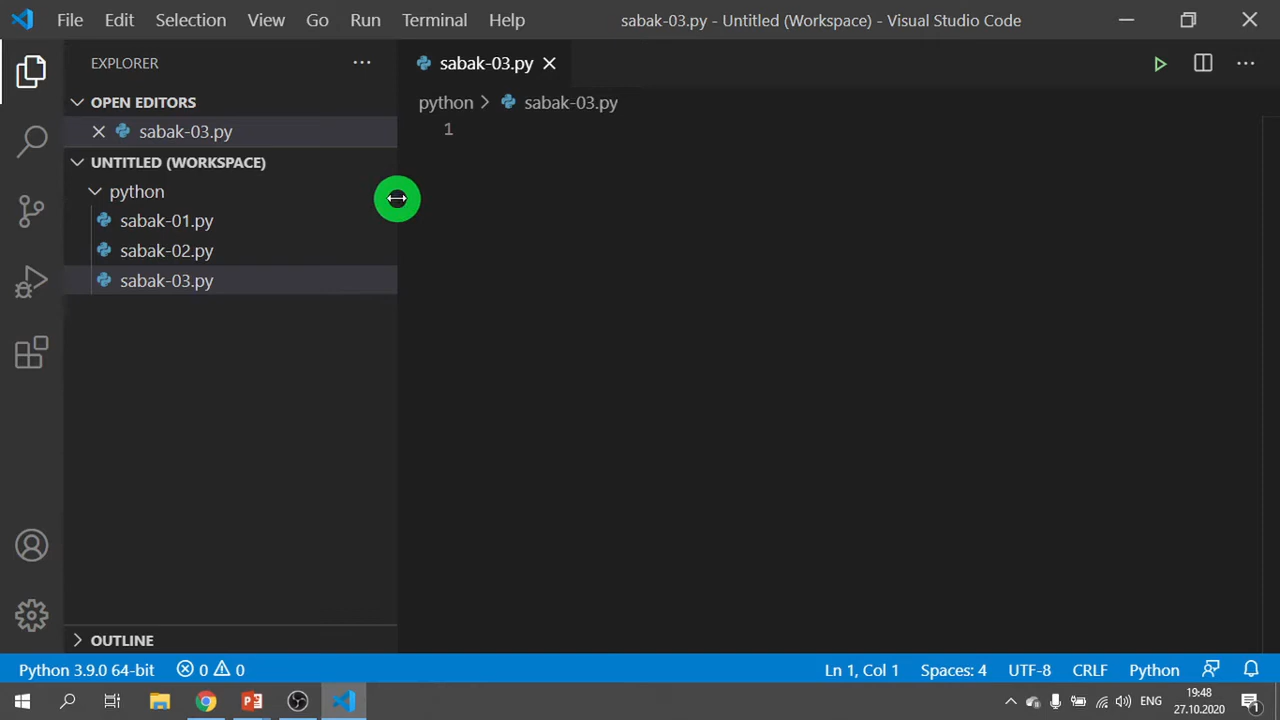 File Edit Selection View Go Run Terminal Help sabak-03.py - Untitled (Workspace) - Visual Studio Code
EXPLORER
OPEN EDITORS
sabak-03.py
UNTITLED (WORKSPACE)
python
sabak-01.py
sabak-02.py
sabak-03.py
OUTLINE
sabak-03.py
python > sabak-03.py
1
Python 3.9.0 64-bit 0 0 Ln 1, Col 1 Spaces: 4 UTF-8 CRLF Python
ENG 19:48
27.10.2020
1